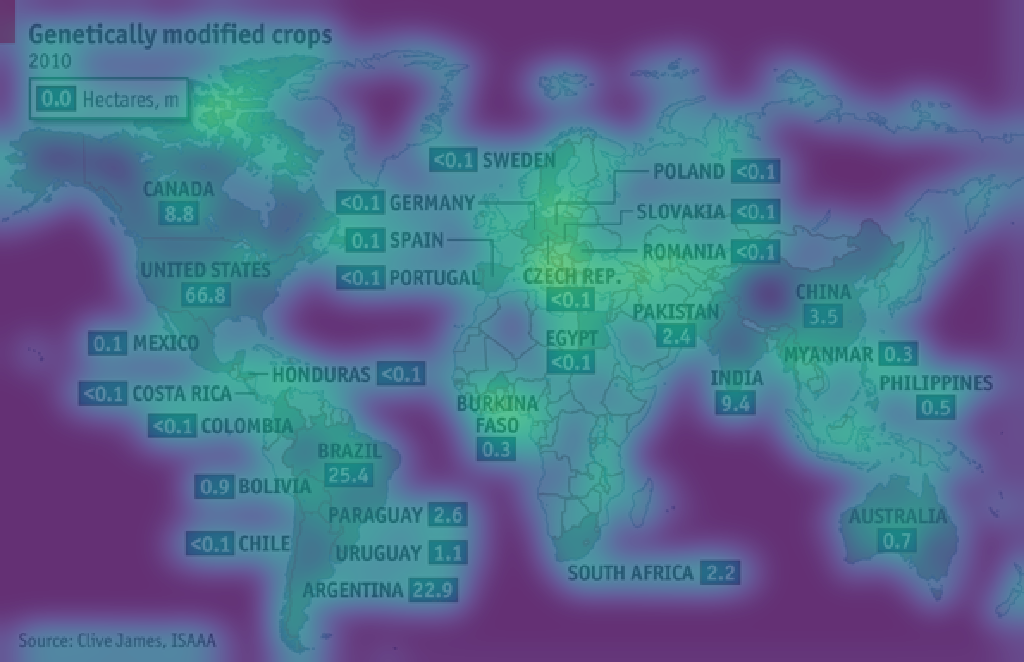 Genetically modified crops
2010
0.0 Hectares, m
<0.1 SWEDEN
POLAND <0.1
CANADA
8.8
<0.1 GERMANY
SLOVAKIA <0.1
0.1 SPAIN
ROMANIA <0.1
UNITED STATES
66.8
<0.1 PORTUGAL
CZECH REP.
<0.1
CHINA
3.5
PAKISTAN
2.4
0.1 MEXICO
EGYPT
<0.1
MYANMAR 0.3
HONDURAS <0.1
INDIA
9.4
PHILIPPINES
0.5
<0.1 COSTA RICA
BURKINA
FASO
0.3
<0.1 COLOMBIA
BRAZIL
25.4
0.9 BOLIVIA
PARAGUAY 2.6
AUSTRALIA
0.7
<0.1 CHILE
URUGUAY 1.1
SOUTH AFRICA 2.2
ARGENTINA 22.9
Source: Clive James, ISAAA